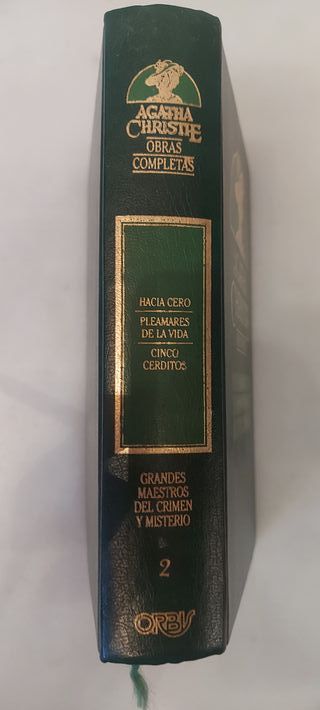 AGATHA
CHRISTIE
OBRAS
COMPLETAS
HACIA CERO
PLEAMARES
DE LA VIDA
CINCO
CERDITOS
GRANDES
MAESTROS
DEL CRIMEN
Y MISTERIO
2
ORBIS